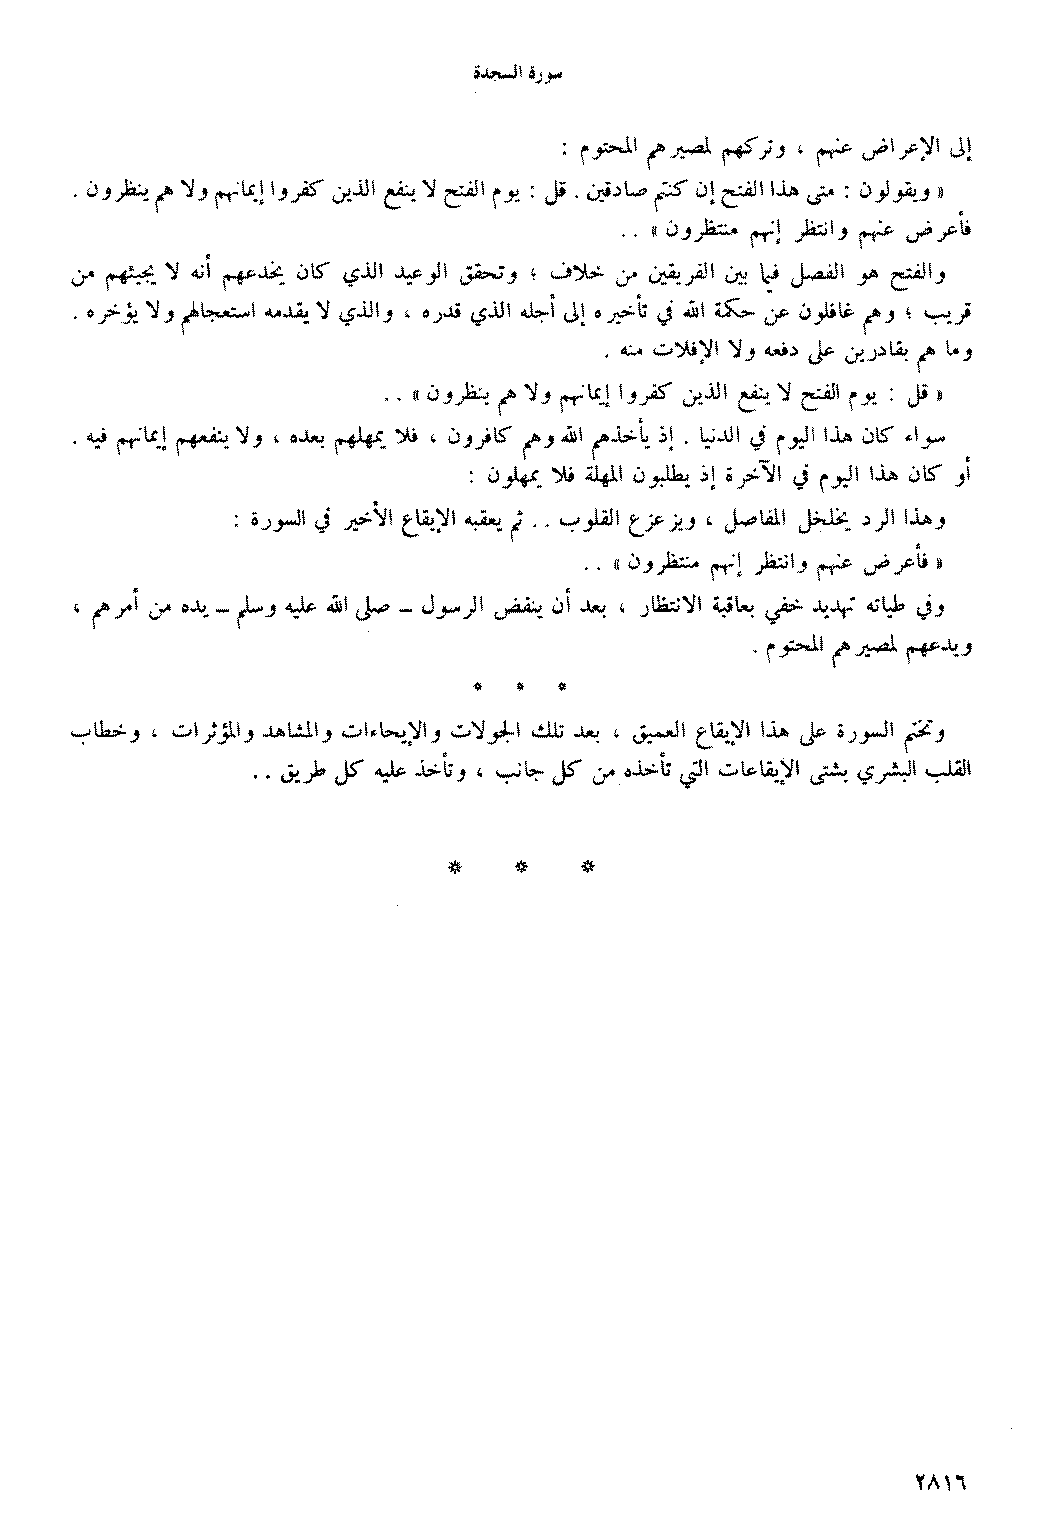 سورة السجدة
إلى الإعراض عنهم ، وتركهم لمصيرهم المحتوم :
« ويقولون : متى هذا الفتح إن كنتم صادقين . قل : يوم الفتح لا ينفع الذين كفروا إيمانهم ولا هم ينظرون .
فأعرض عنهم وانتظر إنهم منتظرون » . .
والفتح هو الفصل فيما بين الفريقين من خلاف ؛ وتحقق الوعيد الذي كان يخدعهم أنه لا يجيئهم من
قريب ؛ وهم غافلون عن حكمة الله في تأخيره إلى أجله الذي قدره ، والذي لا يقدمه استعجالهم ولا يؤخره .
وما هم بقادرين على دفعه ولا الإفلات منه .
« قل : يوم الفتح لا ينفع الذين كفروا إيمانهم ولا هم ينظرون » . .
سواء كان هذا اليوم في الدنيا . إذ يأخذهم الله وهم كافرون ، فلا يمهلهم بعده ، ولا ينفعهم إيمانهم فيه .
أو كان هذا اليوم في الآخرة إذ يطلبون المهلة فلا يمهلون :
وهذا الرد يخلخل المفاصل ، ويزعزع القلوب . . ثم يعقبه الإيقاع الأخير في السورة :
« فأعرض عنهم وانتظر إنهم منتظرون » . .
وفي طياته تهديد خفي بعاقبة الانتظار ، بعد أن ينفض الرسول – صلى الله عليه وسلم – يده من أمرهم ،
ويدعهم لمصيرهم المحتوم .
* * *
وتختم السورة على هذا الإيقاع العميق ، بعد تلك الجولات والإيحاءات والمشاهد والمؤثرات ، وخطاب
القلب البشري بشتى الإيقاعات التي تأخذه من كل جانب ، وتأخذ عليه كل طريق . .
* * *
٢٨١٦